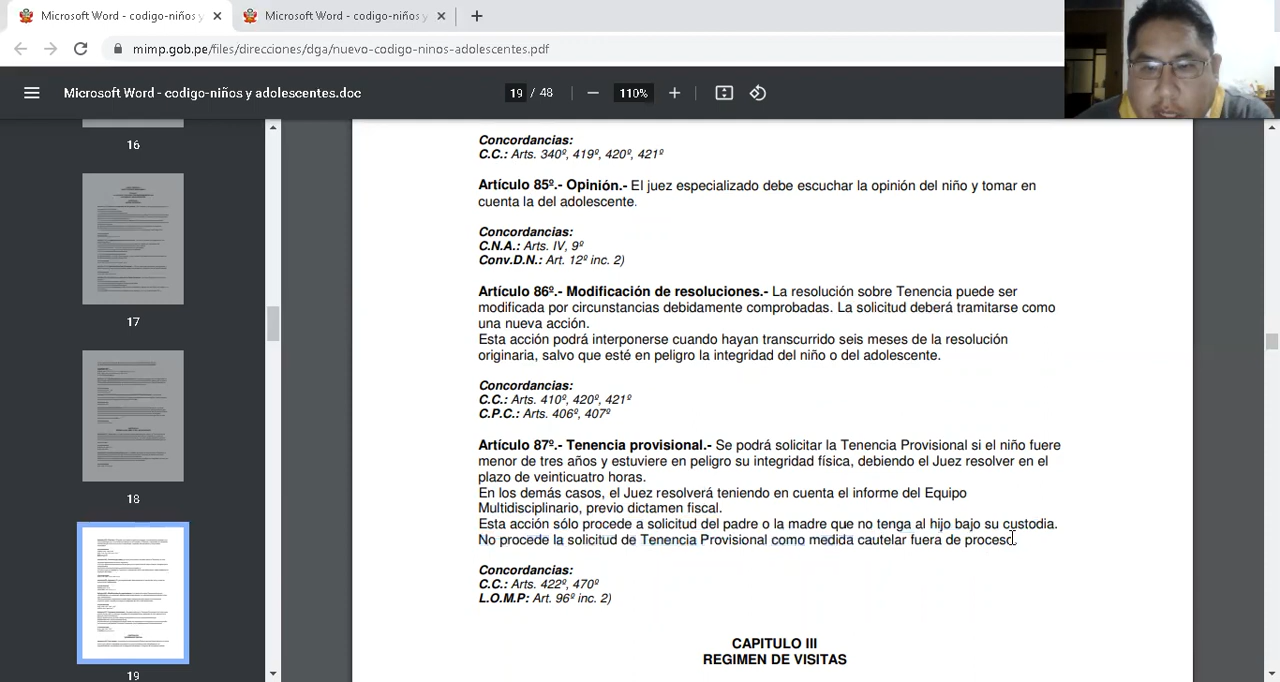 Microsoft Word - codigo-niños y
Microsoft Word - codigo-niños y
mimp.gob.pe/files/direcciones/dga/nuevo-codigo-ninos-adolescentes.pdf
Microsoft Word - codigo-niños y adolescentes.doc
19 / 48
110%
16
17
18
19
Concordancias:
C.C.: Arts. 340º, 419º, 420º, 421º
Artículo 85º.- Opinión.- El juez especializado debe escuchar la opinión del niño y tomar en
cuenta la del adolescente.
Concordancias:
C.N.A.: Arts. IV, 9º
Conv.D.N.: Art. 12º inc. 2)
Artículo 86º.- Modificación de resoluciones.- La resolución sobre Tenencia puede ser
modificada por circunstancias debidamente comprobadas. La solicitud deberá tramitarse como
una nueva acción.
Esta acción podrá interponerse cuando hayan transcurrido seis meses de la resolución
originaria, salvo que esté en peligro la integridad del niño o del adolescente.
Concordancias:
C.C.: Arts. 410º, 420º, 421º
C.P.C.: Arts. 406º, 407º
Artículo 87º.- Tenencia provisional.- Se podrá solicitar la Tenencia Provisional si el niño fuere
menor de tres años y estuviere en peligro su integridad física, debiendo el Juez resolver en el
plazo de veinticuatro horas.
En los demás casos, el Juez resolverá teniendo en cuenta el informe del Equipo
Multidisciplinario, previo dictamen fiscal.
Esta acción sólo procede a solicitud del padre o la madre que no tenga al hijo bajo su custodia.
No procede la solicitud de Tenencia Provisional como medida cautelar fuera de proceso.
Concordancias:
C.C.: Arts. 282º, 470º
L.O.M.P: Art. 96º inc. 2)
CAPITULO III
REGIMEN DE VISITAS